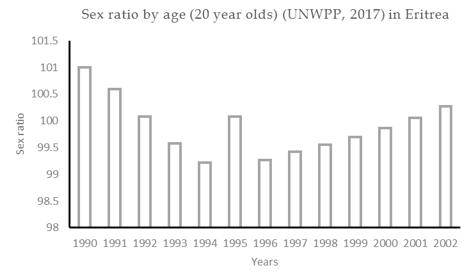 Sex ratio by age (20 year olds) (UNWPP, 2017) in Eritrea
101.5
101
100.5
100
99.5
99
98.5
98
Sex ratio
1990 1991 1992 1993 1994 1995 1996 1997 1998 1999 2000 2001 2002
Years